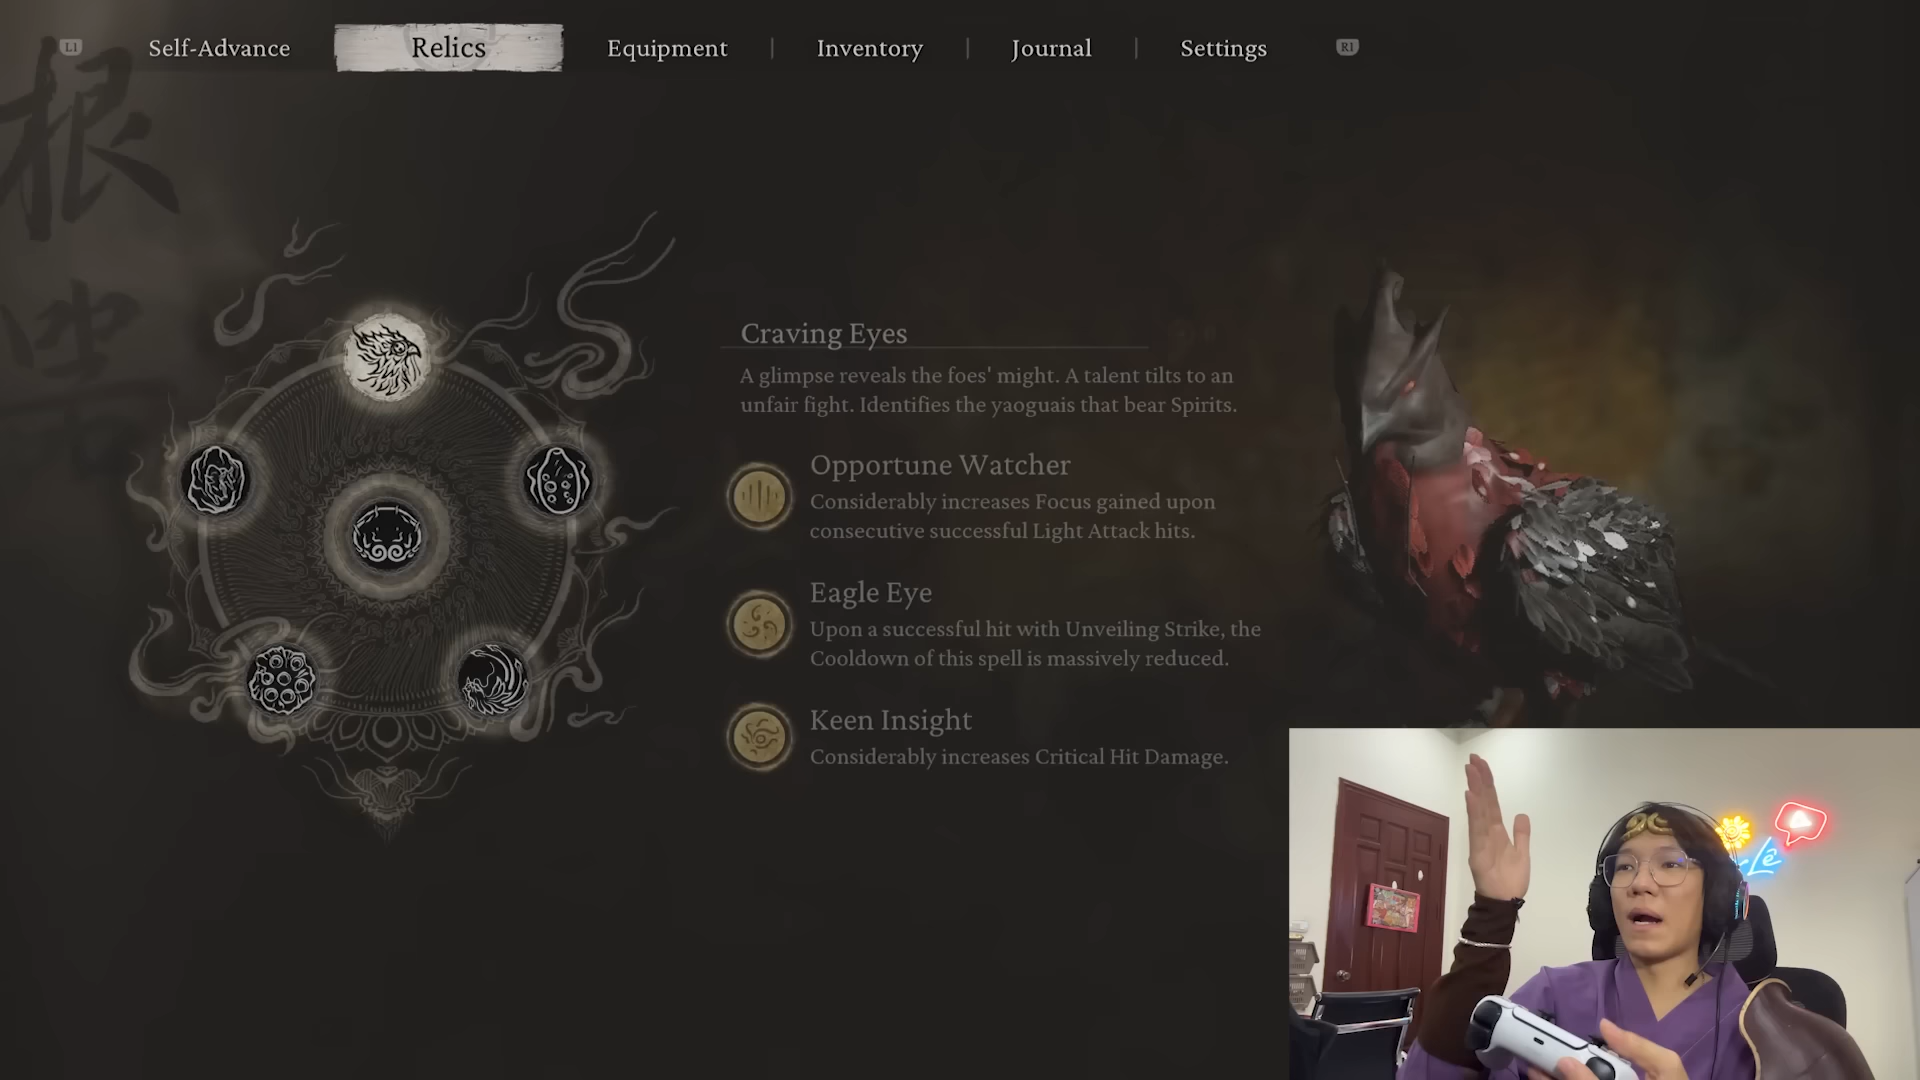 L1
Self-Advance
Relics
Equipment
Inventory
Journal
Settings
R1
根
Craving Eyes
A glimpse reveals the foes' might. A talent tilts to an
unfair fight. Identifies the yaoguais that bear Spirits.
Opportune Watcher
Considerably increases Focus gained upon
consecutive successful Light Attack hits.
Eagle Eye
Upon a successful hit with Unveiling Strike, the
Cooldown of this spell is massively reduced.
Keen Insight
Considerably increases Critical Hit Damage.
Lê